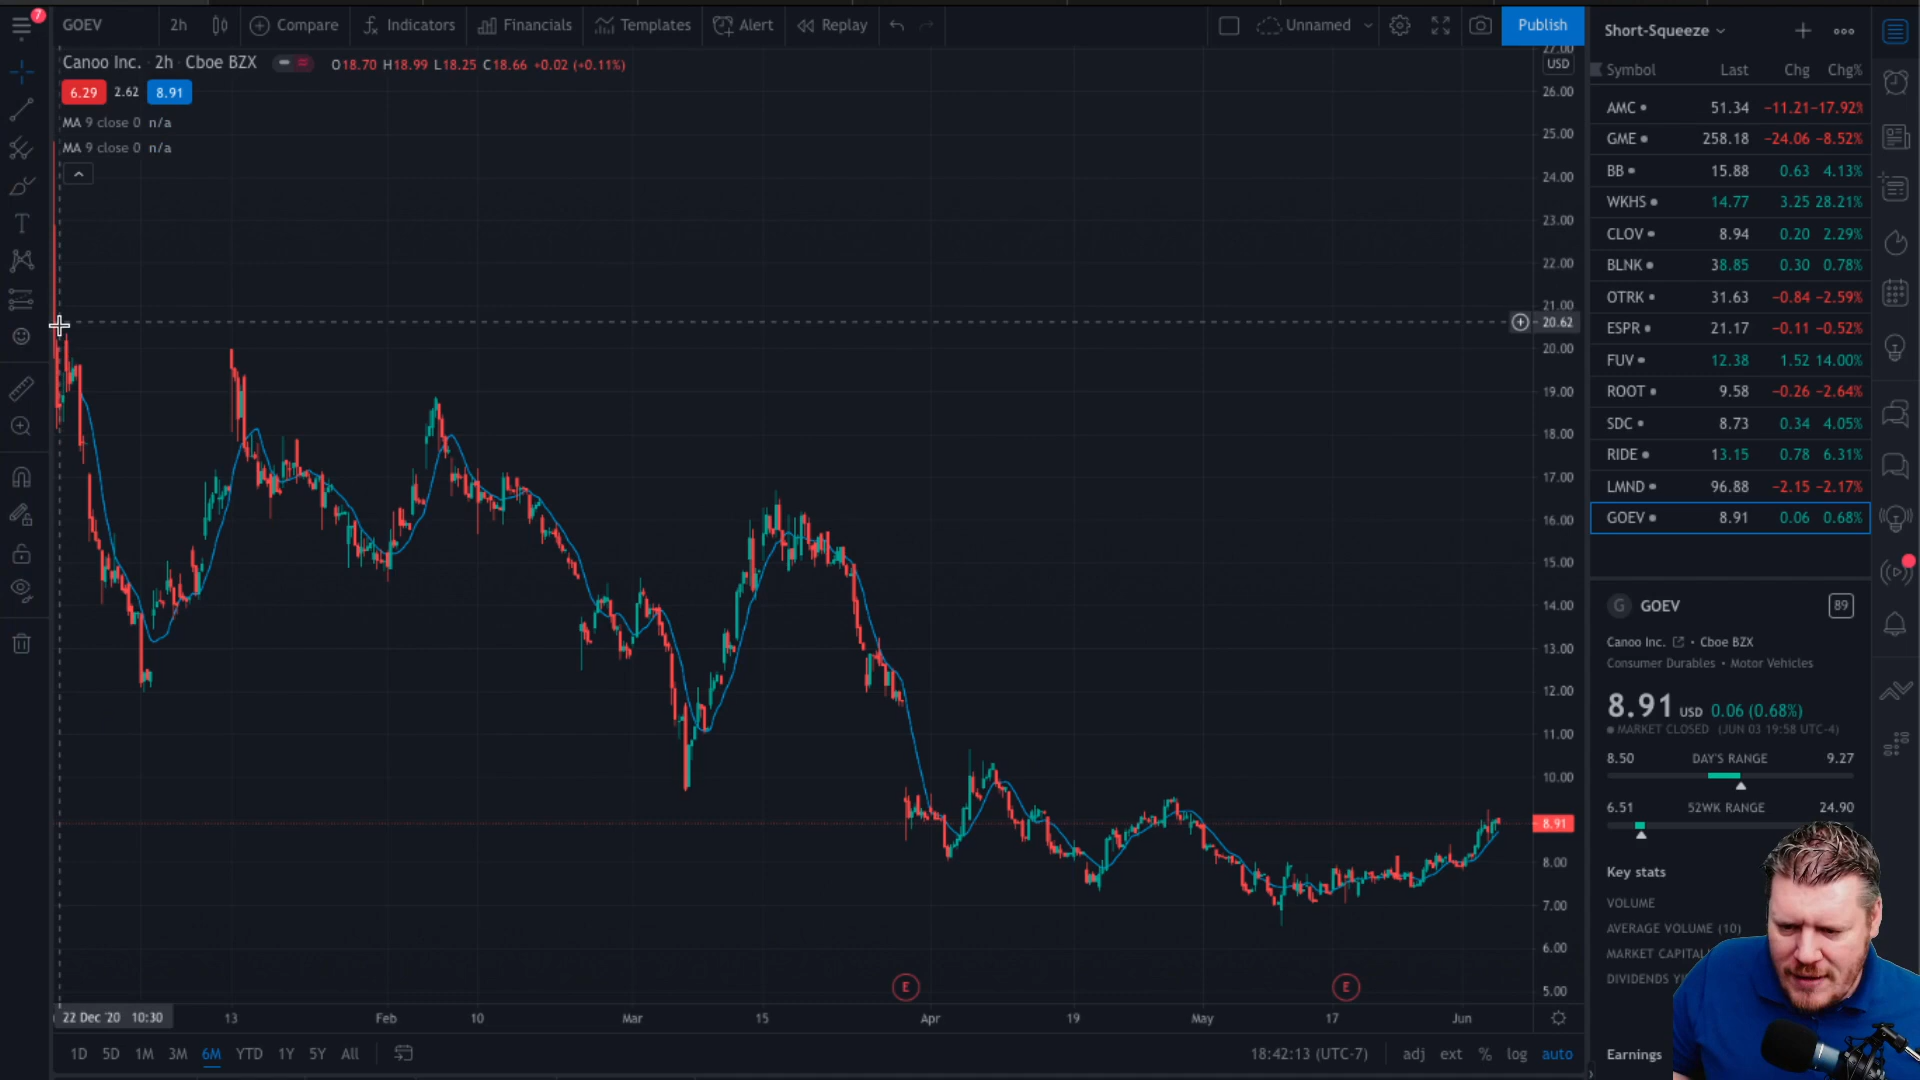 7 GOEV 2h Compare Indicators Financials Templates Alert Replay Unnamed Publish
Canoo Inc. · 2h · Cboe BZX O18.70 H18.99 L18.25 C18.66 +0.02 (+0.11%)
6.29 2.62 8.91
MA 9 close 0 n/a
MA 9 close 0 n/a
27.00
USD
26.00
25.00
24.00
23.00
22.00
21.00
20.62
20.00
19.00
18.00
17.00
16.00
15.00
14.00
13.00
12.00
11.00
10.00
8.91
8.00
7.00
6.00
5.00
E E
22 Dec '20 10:30 13 Feb 10 Mar 15 Apr 19 May 17 Jun
1D 5D 1M 3M 6M YTD 1Y 5Y All 18:42:13 (UTC-7) adj ext % log auto
Short-Squeeze
Symbol Last Chg Chg%
AMC 51.34 −11.21 −17.92%
GME 258.18 −24.06 −8.52%
BB 15.88 0.63 4.13%
WKHS 14.77 3.25 28.21%
CLOV 8.94 0.20 2.29%
BLNK 38.85 0.30 0.78%
OTRK 31.63 −0.84 −2.59%
ESPR 21.17 −0.11 −0.52%
FUV 12.38 1.52 14.00%
ROOT 9.58 −0.26 −2.64%
SDC 8.73 0.34 4.05%
RIDE 13.15 0.78 6.31%
LMND 96.88 −2.15 −2.17%
GOEV 8.91 0.06 0.68%
G GOEV 89
Canoo Inc. • Cboe BZX
Consumer Durables • Motor Vehicles
8.91 USD 0.06 (0.68%)
MARKET CLOSED (JUN 03 19:58 UTC-4)
8.50 DAY'S RANGE 9.27
6.51 52WK RANGE 24.90
Key stats
VOLUME
AVERAGE VOLUME (10)
MARKET CAPITAL
DIVIDENDS
Earnings